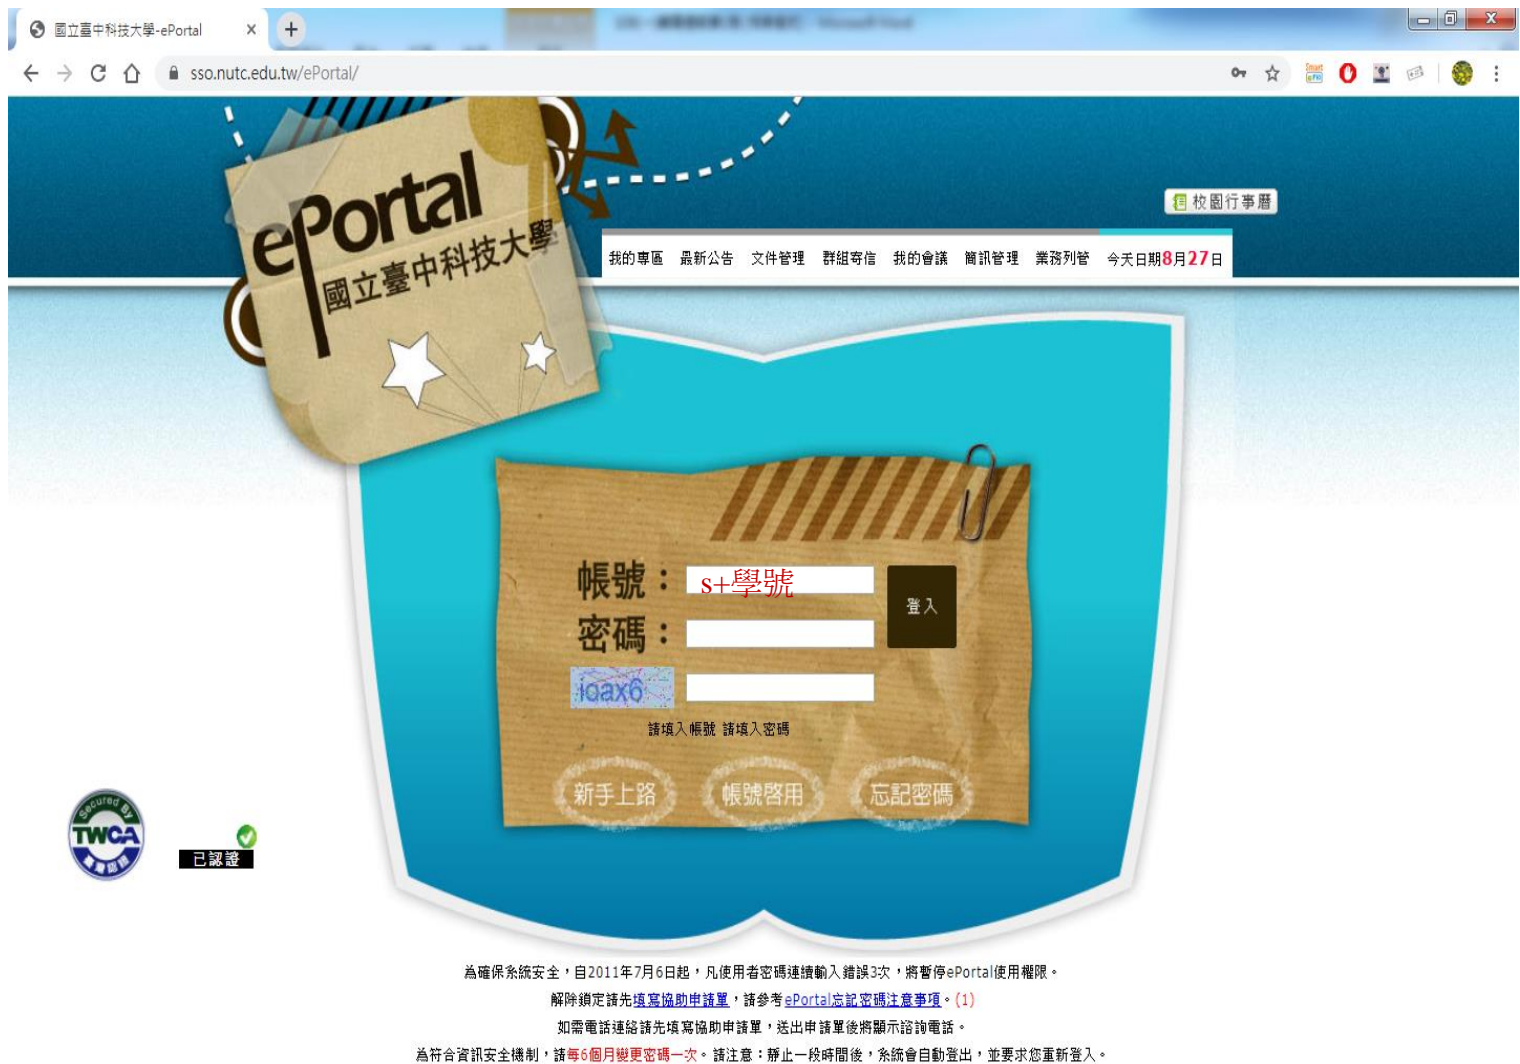 國立臺中科技大學-ePortal
sso.nutc.edu.tw/ePortal/
ePortal
國立臺中科技大學
校園行事曆
我的專區 最新公告 文件管理 群組寄信 我的會議 簡訊管理 業務列管 今天日期8月27日
帳號：
s+學號
密碼：
登入
ioax6
請填入帳號 請填入密碼
新手上路 帳號啓用 忘記密碼
Secured By
TWCA
已認證
為確保系統安全，自2011年7月6日起，凡使用者密碼連續輸入錯誤3次，將暫停ePortal使用權限。
解除鎖定請先填寫協助申請單，請參考ePortal忘記密碼注意事項。(1)
如需電話連絡請先填寫協助申請單，送出申請單後將顯示諮詢電話。
為符合資訊安全機制，請每6個月變更密碼一次。請注意：靜止一段時間後，系統會自動登出，並要求您重新登入。